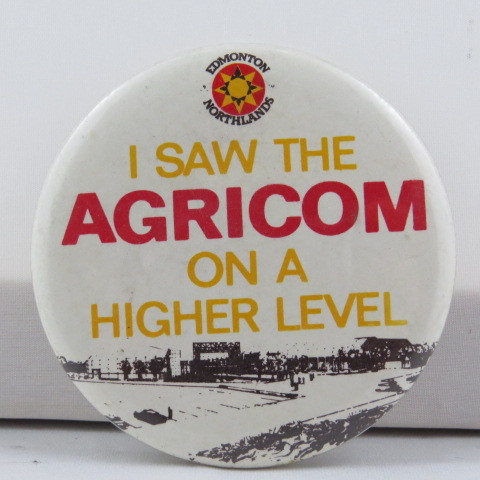 EDMONTON
NORTHLANDS
I SAW THE
AGRICOM
ON A
HIGHER LEVEL